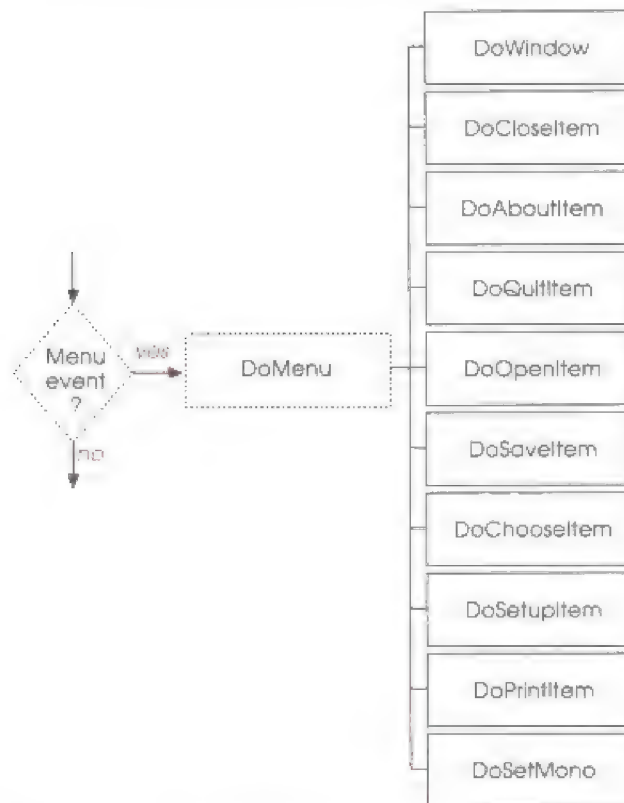 DoWindow
DoCloseItem
DoAboutItem
DoQuitItem
Menu
event
?
yes
DoMenu
DoOpenItem
no
DoSaveItem
DoChooseItem
DoSetupItem
DoPrintItem
DoSetMono